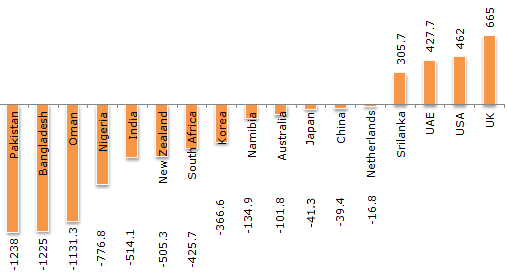 305.7
427.7
462
665
Pakistan
Bangladesh
Oman
Nigeria
India
New Zealand
South Africa
Korea
Namibia
Australia
Japan
China
Netherlands
Srilanka
UAE
USA
UK
-1238
-1225
-1131.3
-776.8
-514.1
-505.3
-425.7
-366.6
-134.9
-101.8
-41.3
-39.4
-16.8